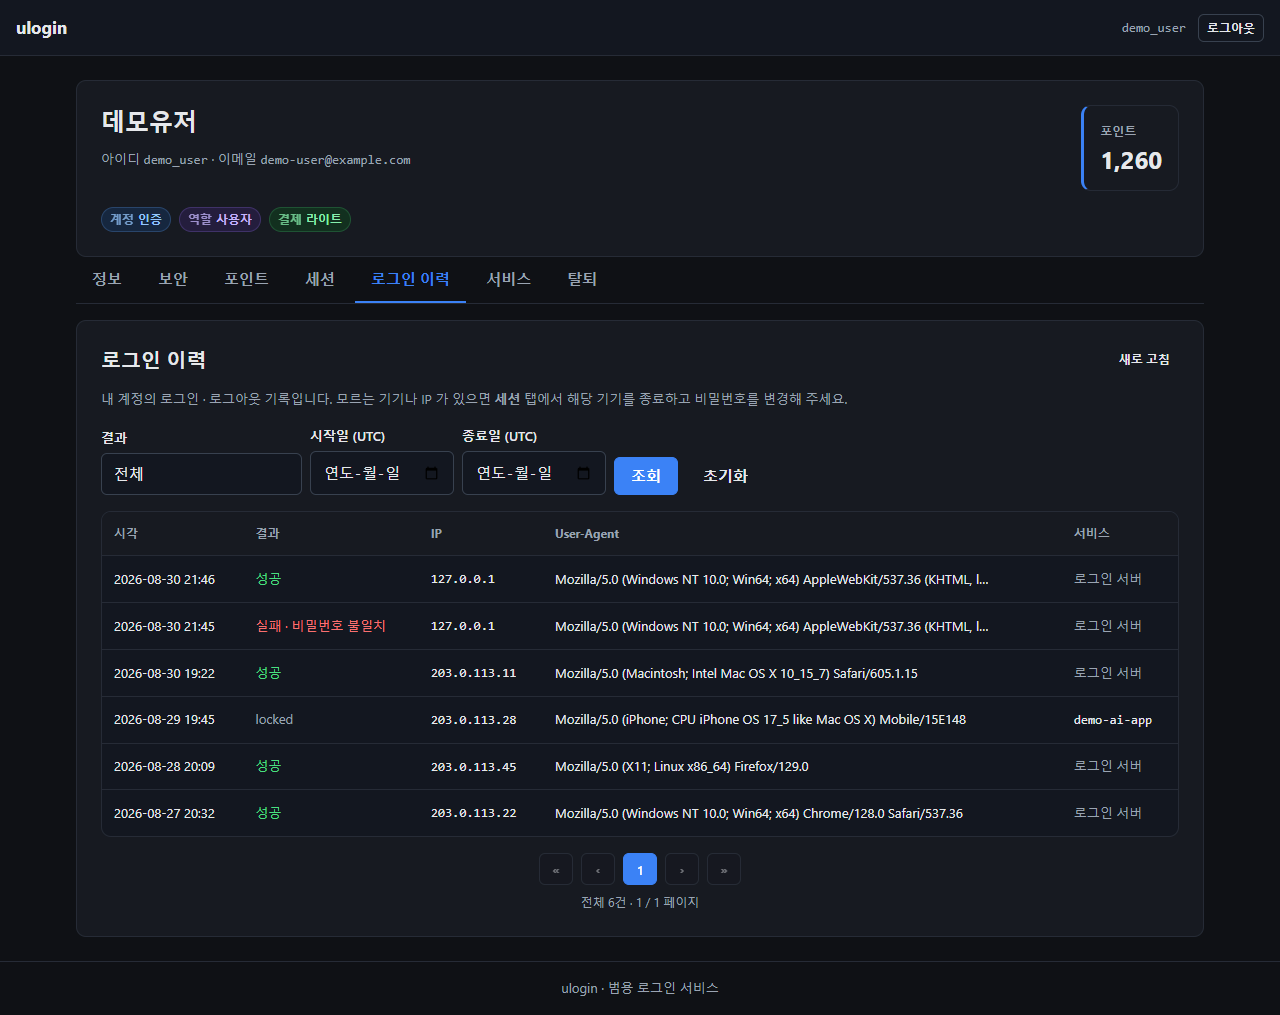 ulogin
demo_user 로그아웃
데모유저
아이디 demo_user · 이메일 demo-user@example.com
포인트
1,260
계정 인증 역할 사용자 결제 라이트
정보 보안 포인트 세션 로그인 이력 서비스 탈퇴
로그인 이력
새로 고침
내 계정의 로그인 · 로그아웃 기록입니다. 모르는 기기나 IP 가 있으면 세션 탭에서 해당 기기를 종료하고 비밀번호를 변경해 주세요.
결과 시작일 (UTC) 종료일 (UTC)
전체 연도-월-일 연도-월-일 조회 초기화
시각 결과 IP User-Agent 서비스
2026-08-30 21:46 성공 127.0.0.1 Mozilla/5.0 (Windows NT 10.0; Win64; x64) AppleWebKit/537.36 (KHTML, l... 로그인 서버
2026-08-30 21:45 실패 · 비밀번호 불일치 127.0.0.1 Mozilla/5.0 (Windows NT 10.0; Win64; x64) AppleWebKit/537.36 (KHTML, l... 로그인 서버
2026-08-30 19:22 성공 203.0.113.11 Mozilla/5.0 (Macintosh; Intel Mac OS X 10_15_7) Safari/605.1.15 로그인 서버
2026-08-29 19:45 locked 203.0.113.28 Mozilla/5.0 (iPhone; CPU iPhone OS 17_5 like Mac OS X) Mobile/15E148 demo-ai-app
2026-08-28 20:09 성공 203.0.113.45 Mozilla/5.0 (X11; Linux x86_64) Firefox/129.0 로그인 서버
2026-08-27 20:32 성공 203.0.113.22 Mozilla/5.0 (Windows NT 10.0; Win64; x64) Chrome/128.0 Safari/537.36 로그인 서버
« ‹ 1 › »
전체 6건 · 1 / 1 페이지
ulogin · 범용 로그인 서비스